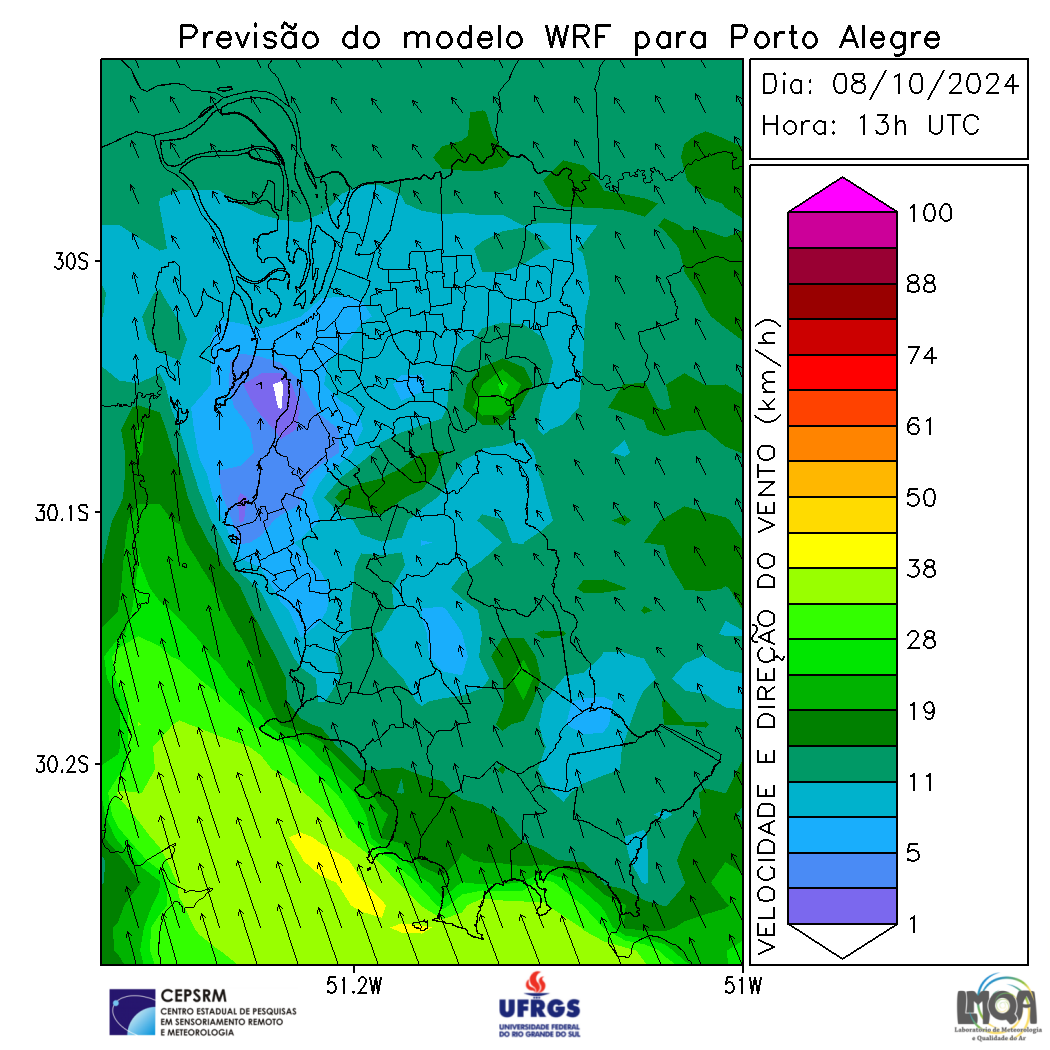 Previsão do modelo WRF para Porto Alegre
Dia: 08/10/2024
Hora: 13h UTC
30S
30.1S
30.2S
51.2W
51W
VELOCIDADE E DIREÇÃO DO VENTO (km/h)
100
88
74
61
50
38
28
19
11
5
1
CEPSRM
CENTRO ESTADUAL DE PESQUISAS
EM SENSORIAMENTO REMOTO
E METEOROLOGIA
UFRGS
UNIVERSIDADE FEDERAL
DO RIO GRANDE DO SUL
LMQA
Laboratório de Meteorologia
e Qualidade do Ar